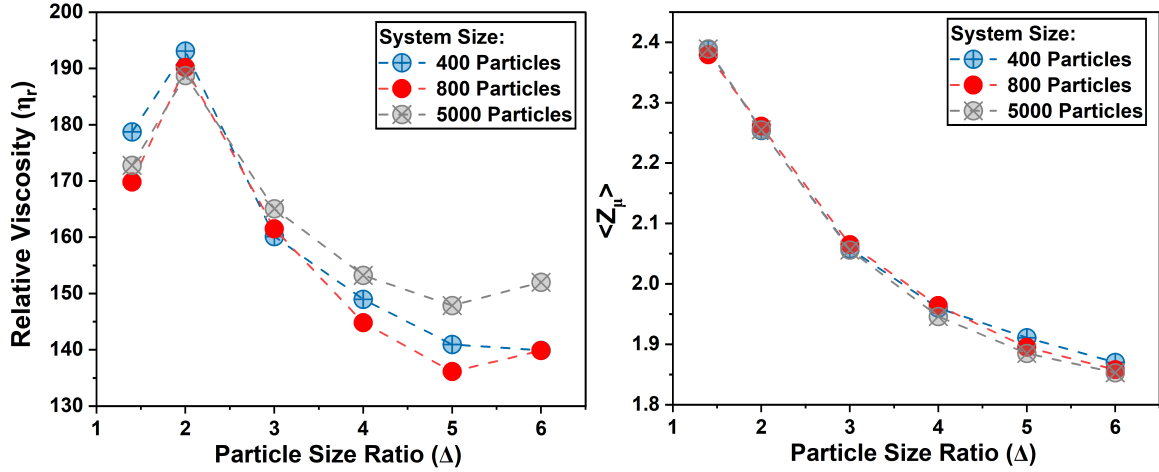 200
190
180
170
160
150
140
130
Relative Viscosity (ηr)
System Size:
400 Particles
800 Particles
5000 Particles
1 2 3 4 5 6
Particle Size Ratio (Δ)
2.4
2.3
2.2
2.1
2.0
1.9
1.8
<Zμ>
System Size:
400 Particles
800 Particles
5000 Particles
1 2 3 4 5 6
Particle Size Ratio (Δ)